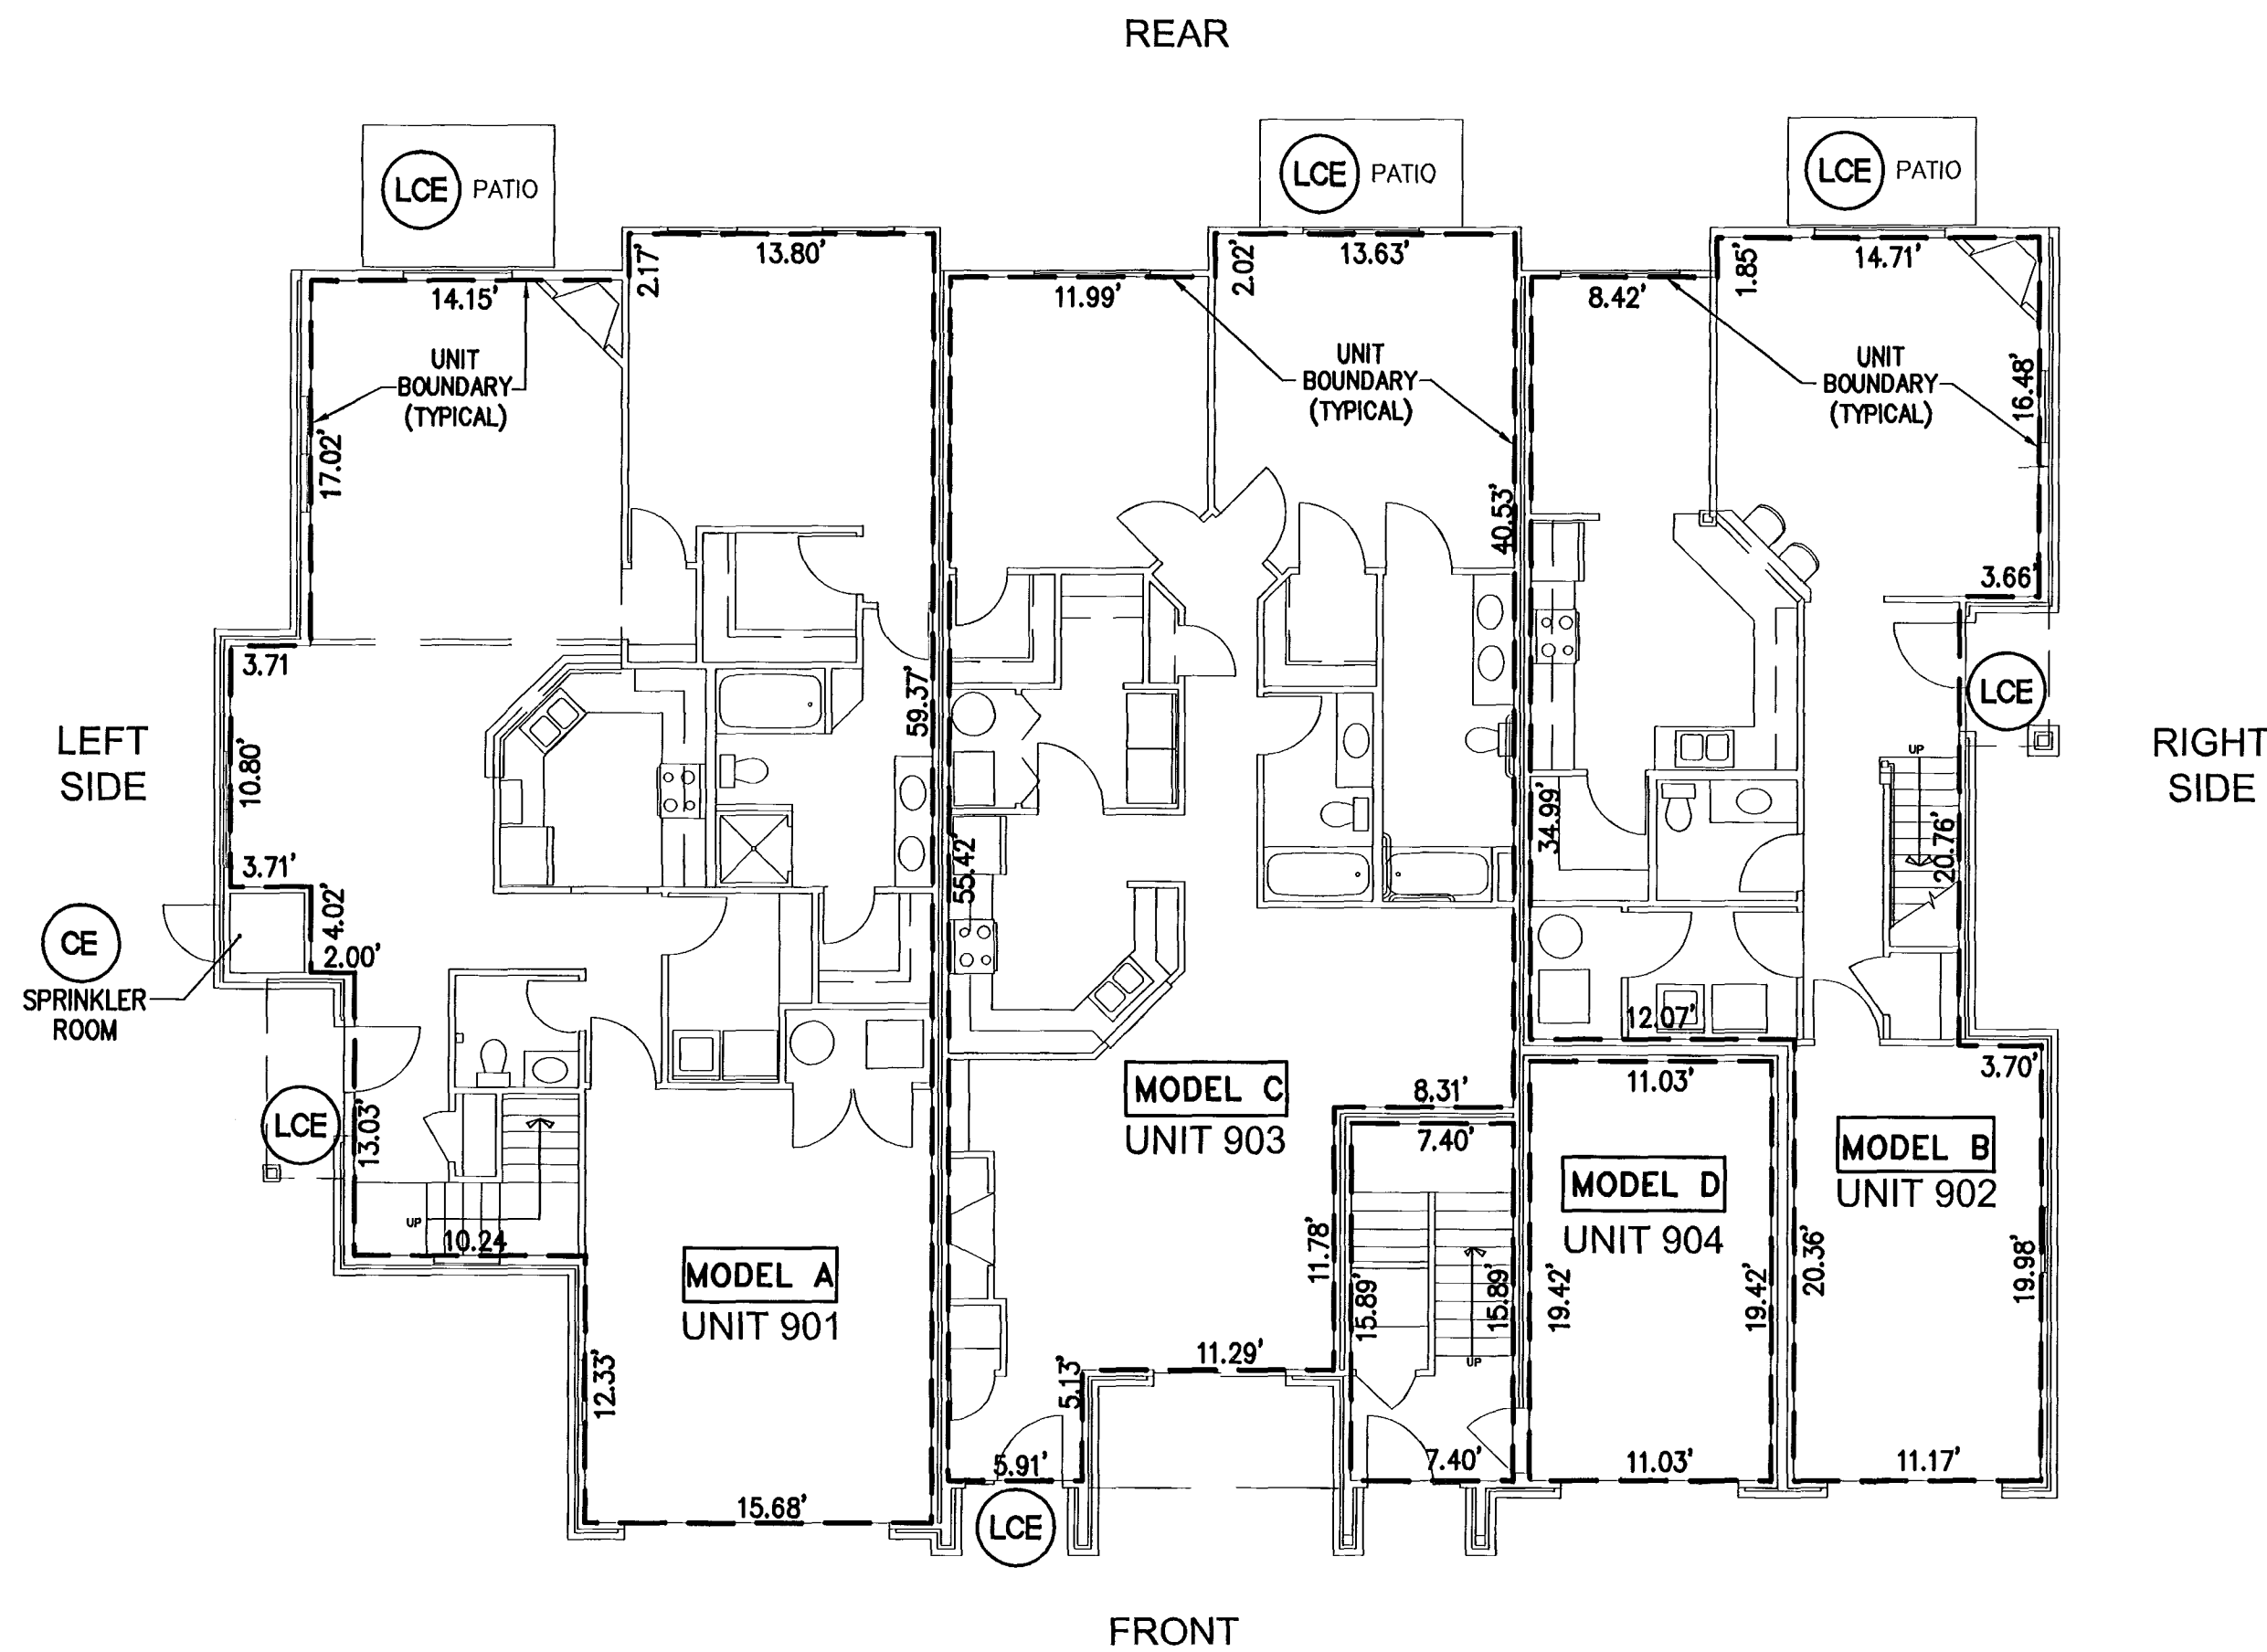 REAR
LCE PATIO
LCE PATIO
LCE PATIO
13.80'
13.63'
14.71'
2.17'
2.02'
1.85'
14.15'
11.99'
8.42'
UNIT
BOUNDARY
(TYPICAL)
UNIT
BOUNDARY
(TYPICAL)
UNIT
BOUNDARY
(TYPICAL)
17.02'
16.48'
40.53'
3.66'
3.71
59.37'
LCE
LEFT
SIDE
RIGHT
SIDE
10.80'
UP
34.99'
20.76'
3.71'
55.42'
4.02'
CE
2.00'
SPRINKLER
ROOM
12.07'
3.70'
11.03'
MODEL C
UNIT 903
8.31'
7.40'
LCE
13.03'
MODEL B
UNIT 902
MODEL D
UNIT 904
UP
10.24
11.78'
15.89'
15.89'
19.42'
19.42'
20.36'
19.98'
MODEL A
UNIT 901
UP
12.33'
11.29'
5.13'
5.91'
7.40'
11.03'
11.17'
15.68'
LCE
FRONT